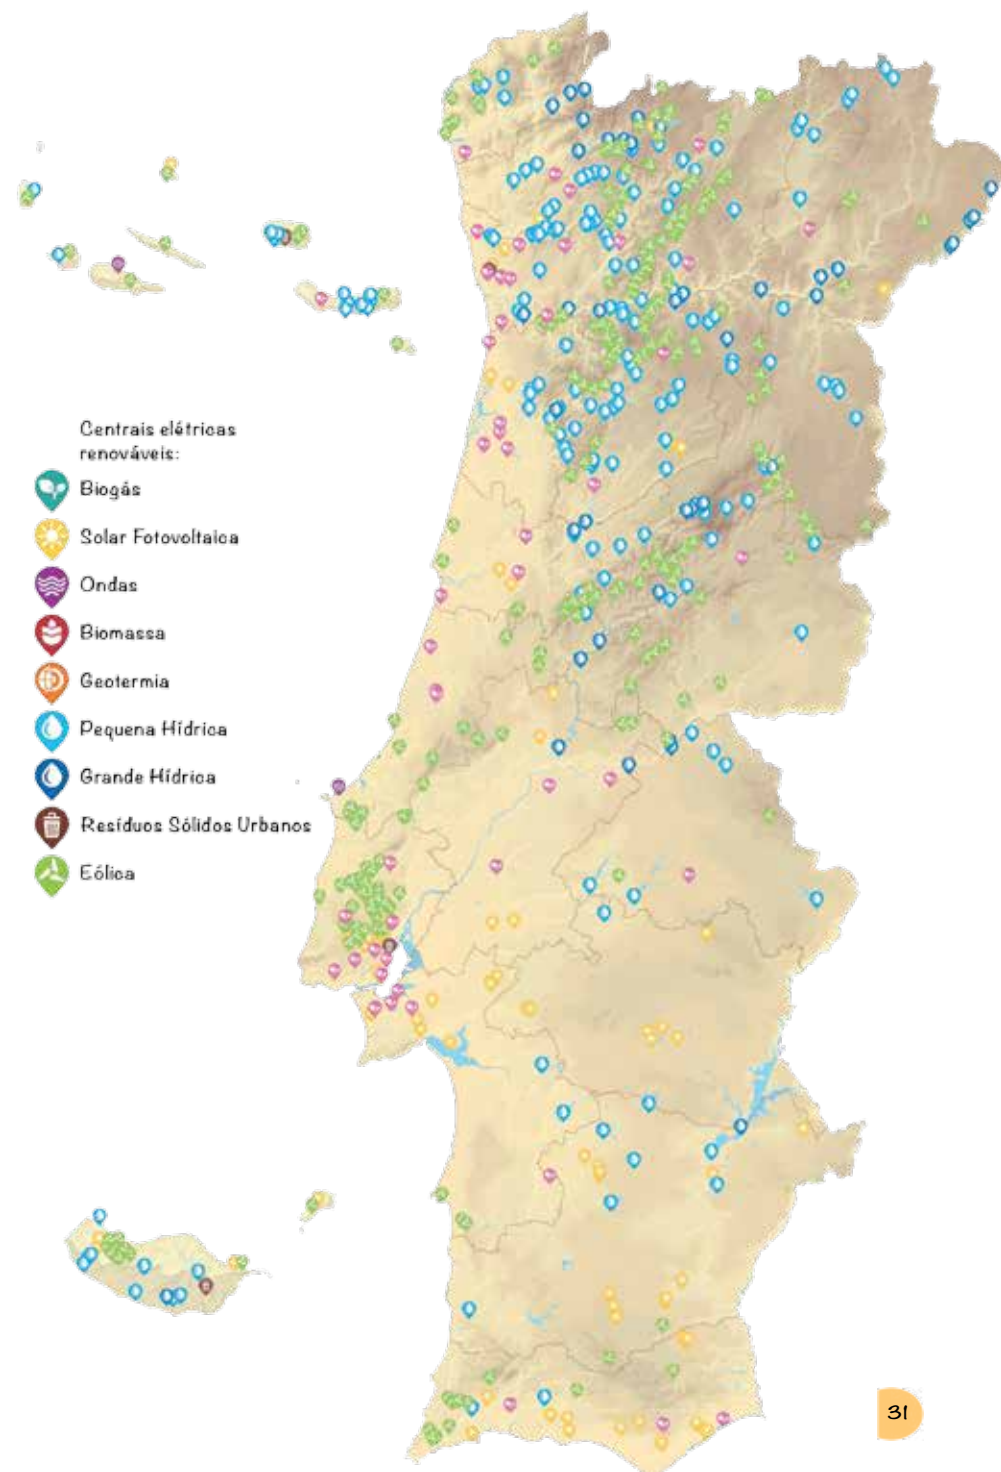 Centrais elétricas
renováveis:
Biogás
Solar Fotovoltaica
Ondas
Biomassa
Geotermia
Pequena Hídrica
Grande Hídrica
Resíduos Sólidos Urbanos
Eólica
31